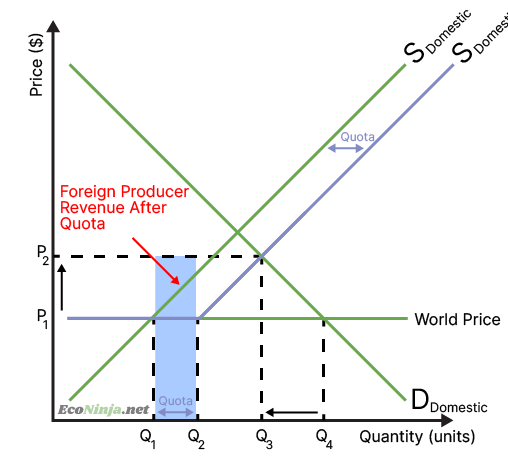 Price ($)
S Domestic
S Domesti
Quota
Foreign Producer
Revenue After
Quota
P2
P1
World Price
D Domestic
EcoNinja.net
Quota
Q1 Q2 Q3 Q4 Quantity (units)